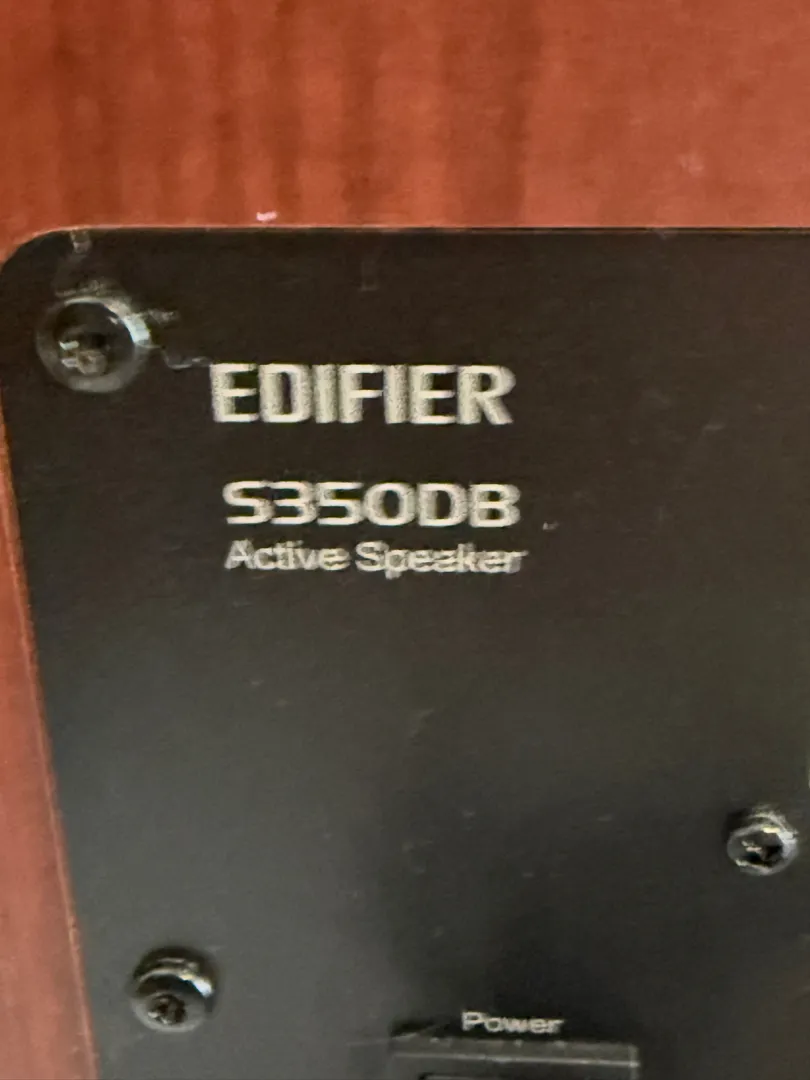 EDIFIER
S350DB
Active Speaker
Power